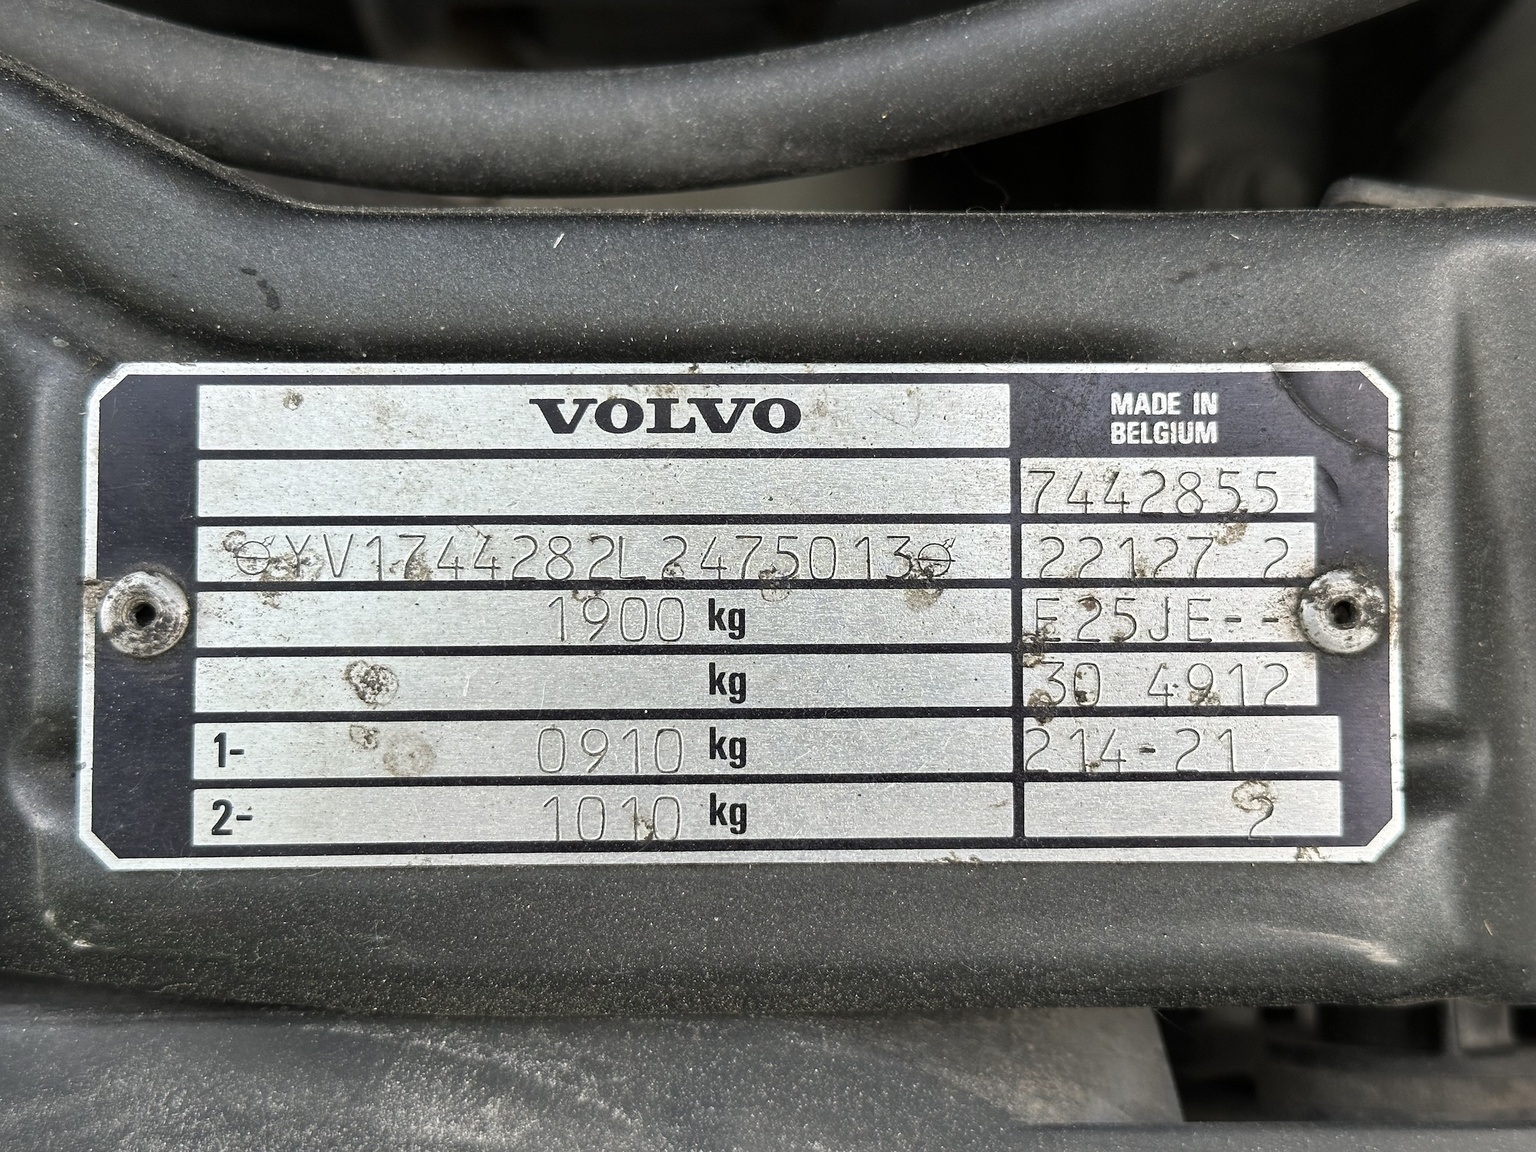 VOLVO
MADE IN
BELGIUM
7442855
YV1744282L2475013
22127 2
1900 kg
E25JE--
kg
30 4912
1- 0910 kg
214-21
2- 1010 kg
2